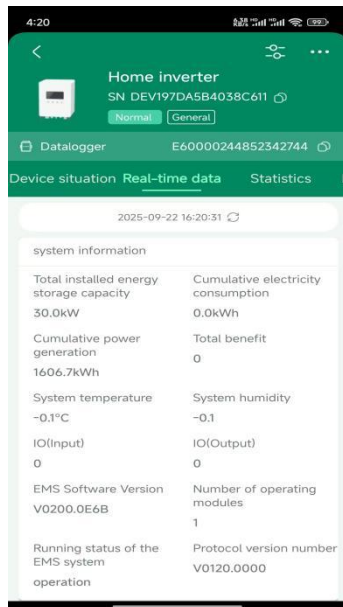 4:20
99
Home inverter
SN DEV197DA5B4038C611
Normal General
Datalogger E60000244852342744
Device situation Real-time data Statistics
2025-09-22 16:20:31
system information
Total installed energy storage capacity
30.0kW
Cumulative electricity consumption
0.0kWh
Cumulative power generation
1606.7kWh
Total benefit
0
System temperature
-0.1°C
System humidity
-0.1
IO(Input)
0
IO(Output)
0
EMS Software Version
V0200.0E6B
Number of operating modules
1
Running status of the EMS system
operation
Protocol version number
V0120.0000